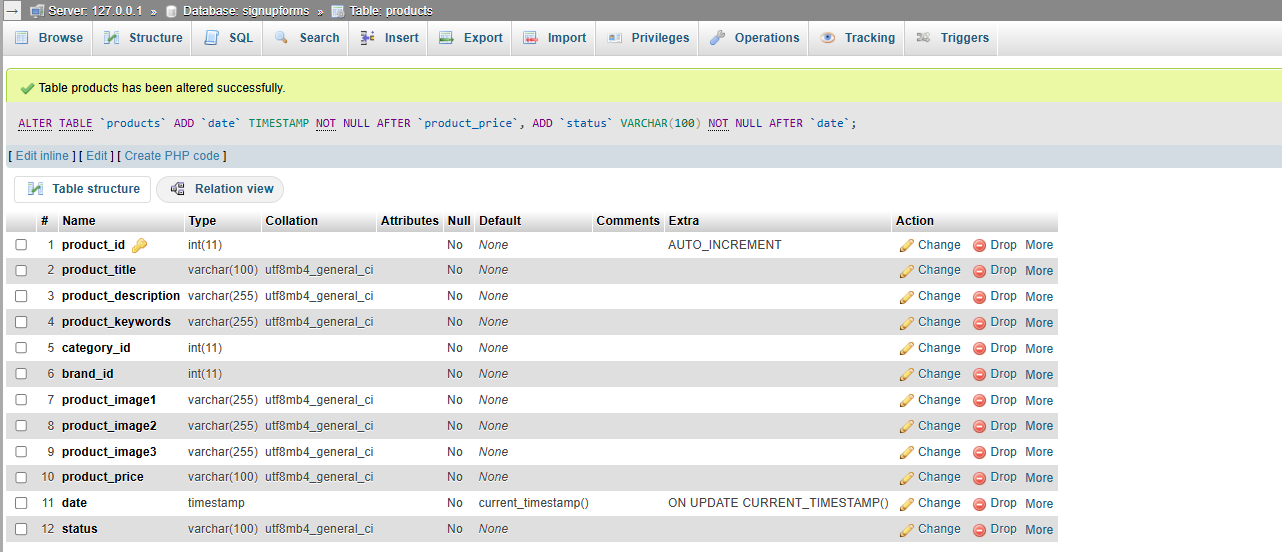 Server: 127.0.0.1 » Database: signupforms » Table: products
Browse Structure SQL Search Insert Export Import Privileges Operations Tracking Triggers
Table products has been altered successfully.
ALTER TABLE `products` ADD `date` TIMESTAMP NOT NULL AFTER `product_price`, ADD `status` VARCHAR(100) NOT NULL AFTER `date`;
[ Edit inline ] [ Edit ] [ Create PHP code ]
Table structure Relation view
# Name Type Collation Attributes Null Default Comments Extra Action
1 product_id int(11) No None AUTO_INCREMENT Change Drop More
2 product_title varchar(100) utf8mb4_general_ci No None Change Drop More
3 product_description varchar(255) utf8mb4_general_ci No None Change Drop More
4 product_keywords varchar(255) utf8mb4_general_ci No None Change Drop More
5 category_id int(11) No None Change Drop More
6 brand_id int(11) No None Change Drop More
7 product_image1 varchar(255) utf8mb4_general_ci No None Change Drop More
8 product_image2 varchar(255) utf8mb4_general_ci No None Change Drop More
9 product_image3 varchar(255) utf8mb4_general_ci No None Change Drop More
10 product_price varchar(100) utf8mb4_general_ci No None Change Drop More
11 date timestamp No current_timestamp() ON UPDATE CURRENT_TIMESTAMP() Change Drop More
12 status varchar(100) utf8mb4_general_ci No None Change Drop More